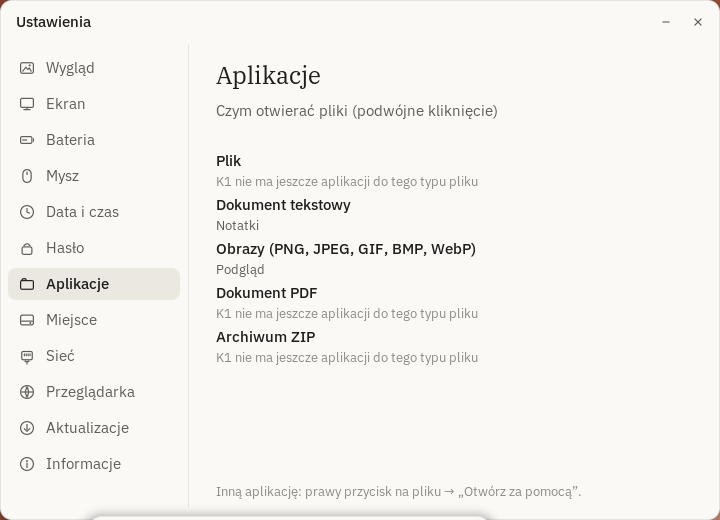 Ustawienia
Wygląd
Ekran
Bateria
Mysz
Data i czas
Hasło
Aplikacje
Miejsce
Sieć
Przeglądarka
Aktualizacje
Informacje
Aplikacje
Czym otwierać pliki (podwójne kliknięcie)
Plik
K1 nie ma jeszcze aplikacji do tego typu pliku
Dokument tekstowy
Notatki
Obrazy (PNG, JPEG, GIF, BMP, WebP)
Podgląd
Dokument PDF
K1 nie ma jeszcze aplikacji do tego typu pliku
Archiwum ZIP
K1 nie ma jeszcze aplikacji do tego typu pliku
Inną aplikację: prawy przycisk na pliku → „Otwórz za pomocą”.